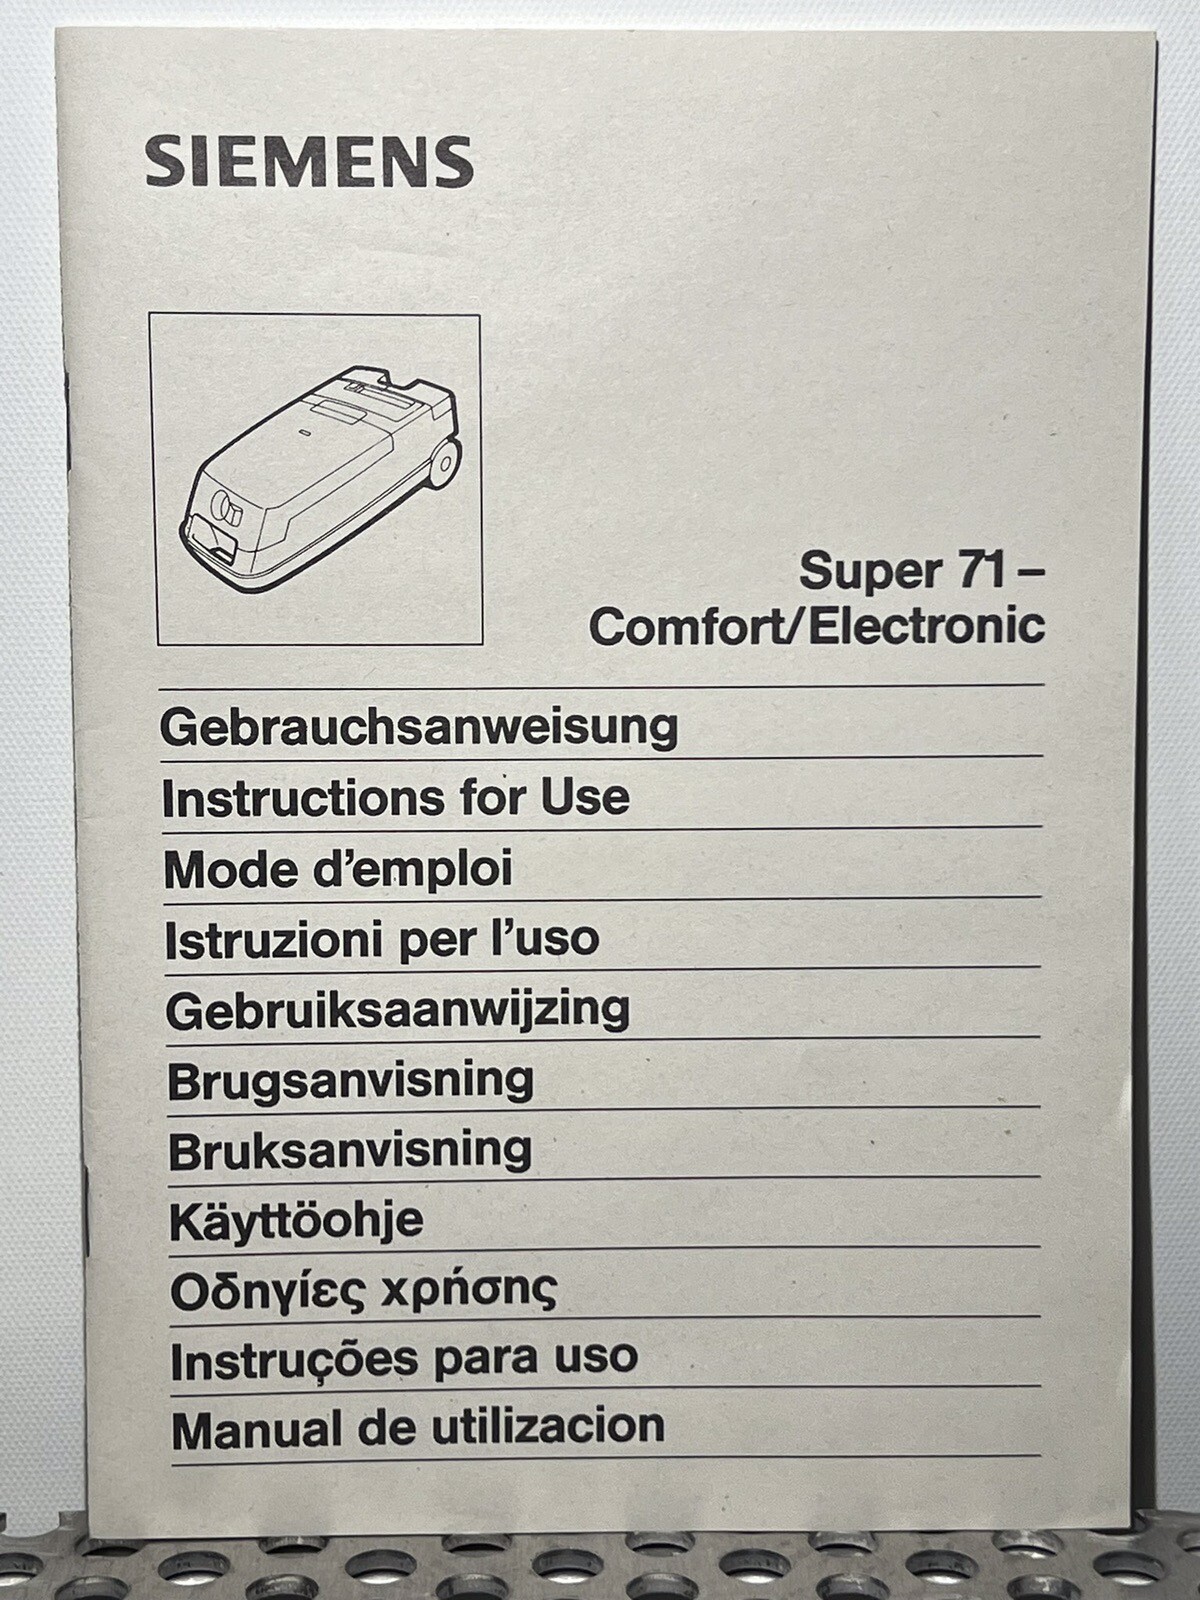 SIEMENS
Super 71 –
Comfort/Electronic
Gebrauchsanweisung
Instructions for Use
Mode d’emploi
Istruzioni per l’uso
Gebruiksaanwijzing
Brugsanvisning
Bruksanvisning
Käyttöohje
Οδηγίες χρήσης
Instruções para uso
Manual de utilizacion